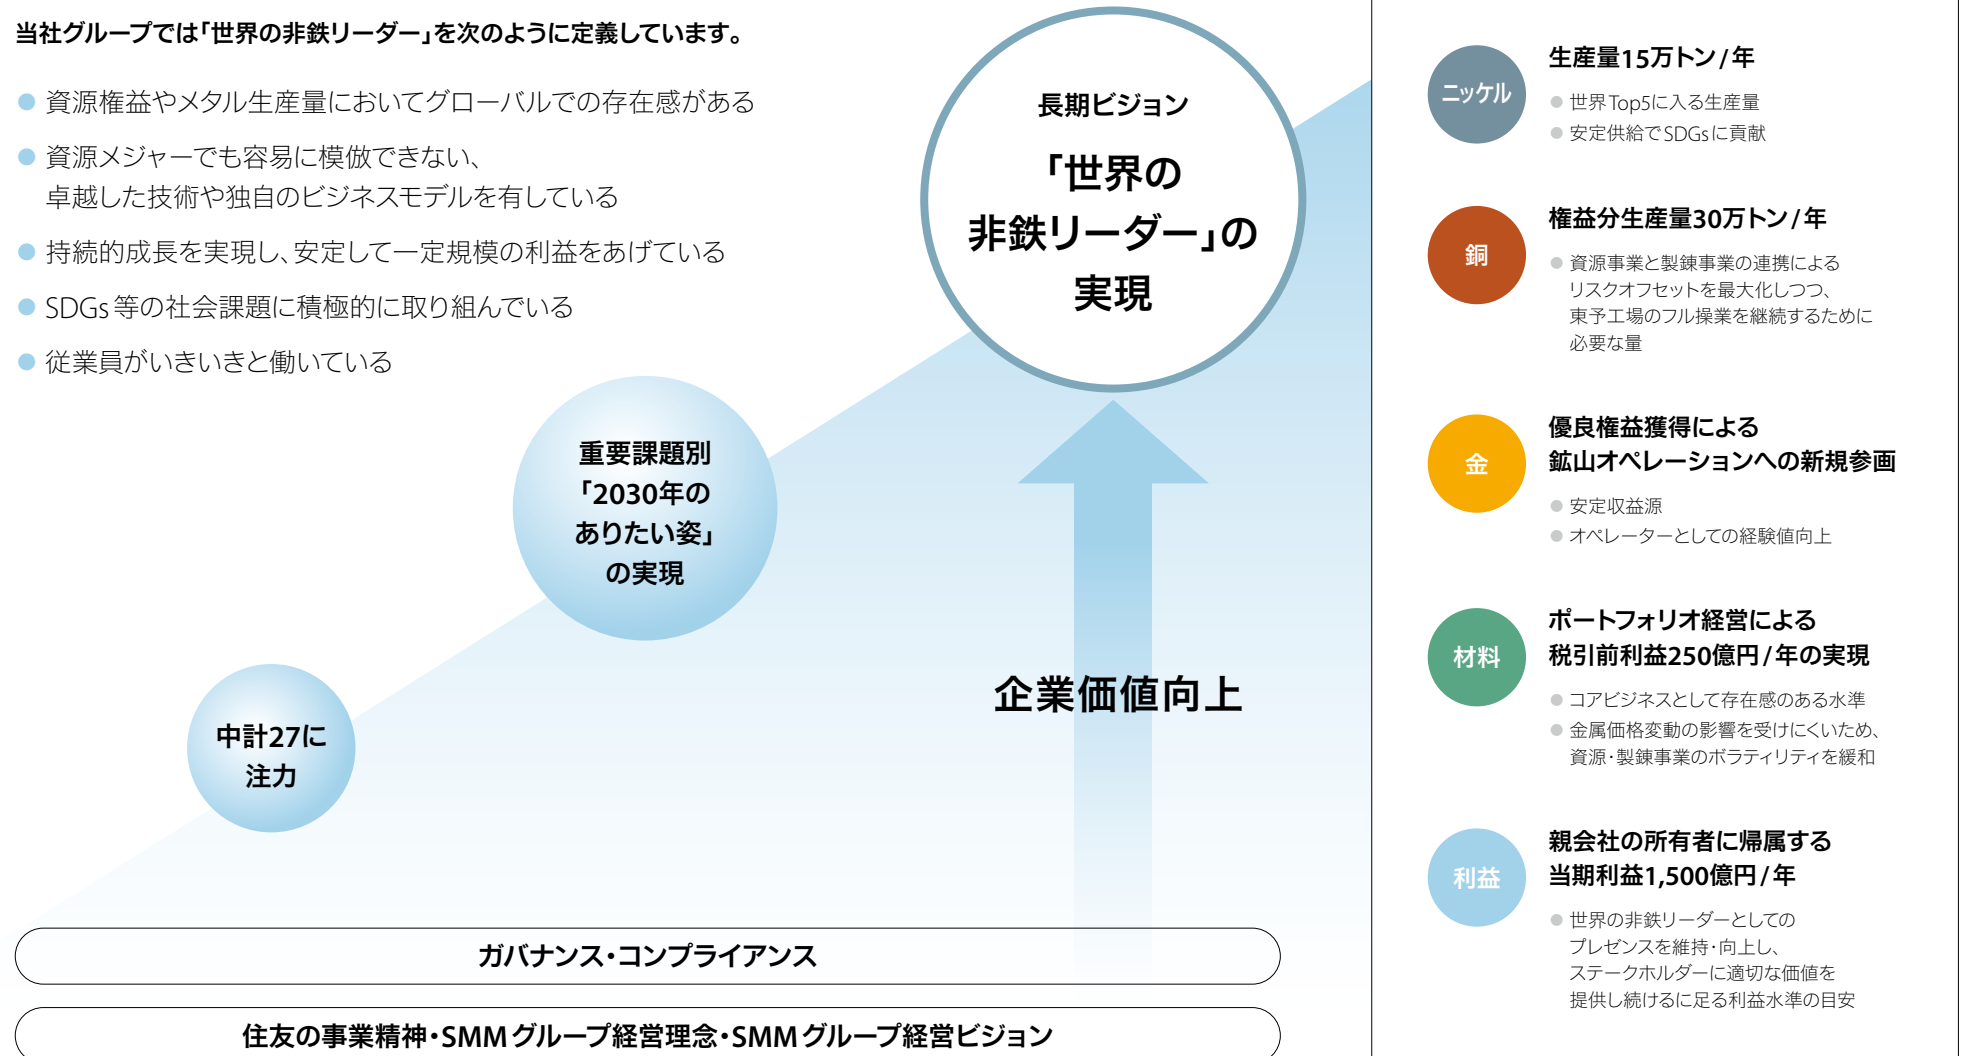 当社グループでは「世界の非鉄リーダー」を次のように定義しています。
資源権益やメタル生産量においてグローバルでの存在感がある
資源メジャーでも容易に模倣できない、
卓越した技術や独自のビジネスモデルを有している
持続的成長を実現し、安定して一定規模の利益をあげている
SDGs等の社会課題に積極的に取り組んでいる
従業員がいきいきと働いている
長期ビジョン
「世界の
非鉄リーダー」の
実現
重要課題別
「2030年の
ありたい姿」
の実現
中計27に
注力
企業価値向上
ガバナンス・コンプライアンス
住友の事業精神・SMMグループ経営理念・SMMグループ経営ビジョン
ニッケル
生産量15万トン/年
世界Top5に入る生産量
安定供給でSDGsに貢献
銅
権益分生産量30万トン/年
資源事業と製錬事業の連携による
リスクオフセットを最大化しつつ、
東予工場のフル操業を継続するために
必要な量
金
優良権益獲得による
鉱山オペレーションへの新規参画
安定収益源
オペレーターとしての経験値向上
材料
ポートフォリオ経営による
税引前利益250億円/年の実現
コアビジネスとして存在感のある水準
金属価格変動の影響を受けにくいため、
資源・製錬事業のボラティリティを緩和
利益
親会社の所有者に帰属する
当期利益1,500億円/年
世界の非鉄リーダーとしての
プレゼンスを維持・向上し、
ステークホルダーに適切な価値を
提供し続けるに足る利益水準の目安